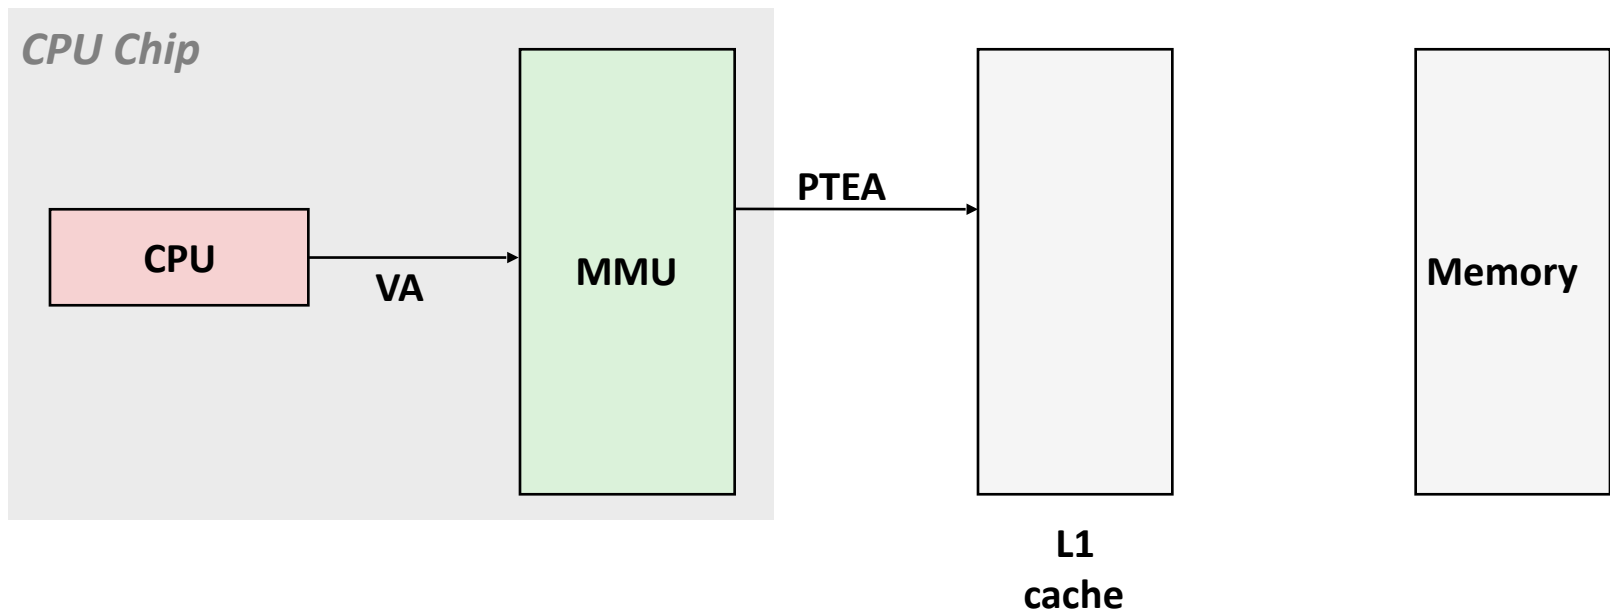 CPU Chip
CPU
VA
MMU
PTEA
L1
cache
Memory